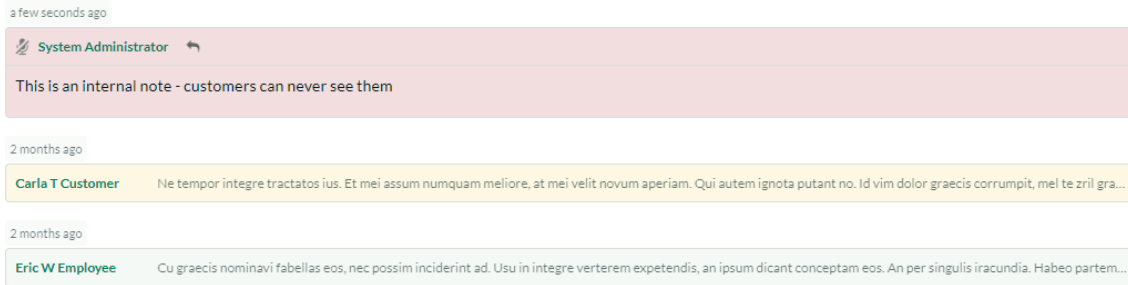 a few seconds ago
System Administrator
This is an internal note - customers can never see them
2 months ago
Carla T Customer Ne tempor integre tractatos ius. Et mei assum numquam meliore, at mei velit novum aperiam. Qui autem ignota putant no. Id vim dolor graecis corrumpit, mel te zril gra...
2 months ago
Eric W Employee Cu graecis nominavi fabellas eos, nec possim inciderint ad. Usu in integre verterem expetendis, an ipsum dicant conceptam eos. An per singulis iracundia. Habeo partem...